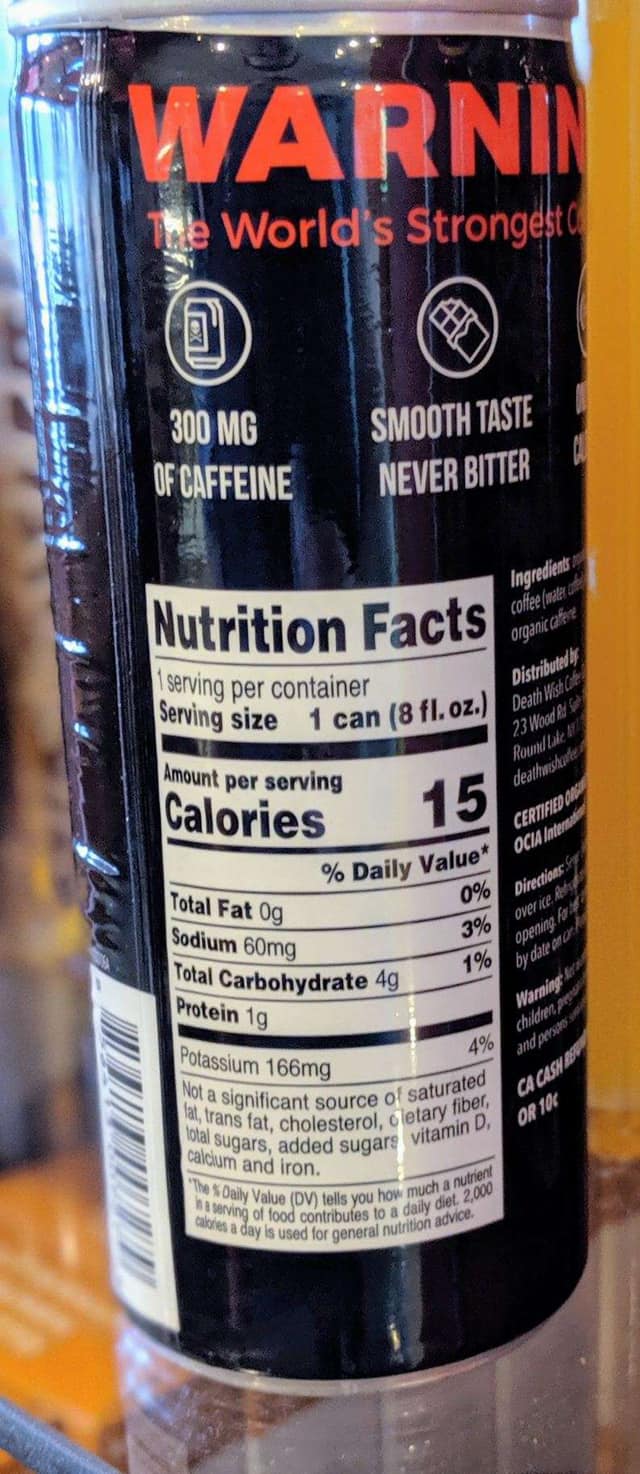 WARNIN
The World's Strongest
300 MG
OF CAFFEINE
SMOOTH TASTE
NEVER BITTER
Nutrition Facts
1 serving per container
Serving size 1 can (8 fl. oz.)
Amount per serving
Calories 15
% Daily Value*
Total Fat 0g 0%
Sodium 60mg 3%
Total Carbohydrate 4g 1%
Protein 1g
Potassium 166mg 4%
Not a significant source of saturated
fat, trans fat, cholesterol, dietary fiber,
total sugars, added sugars, vitamin D,
calcium and iron.
*The % Daily Value (DV) tells you how much a nutrient
in a serving of food contributes to a daily diet. 2,000
calories a day is used for general nutrition advice.
Ingredients:
coffee (water,
organic caffeine
Distributed by:
Death Wish Coffee
23 Wood Rd
Round Lake,
CERTIFIED
OCIA
Directions:
over ice.
opening. For
by date on can
Warning: Not
children,
and persons
CA CASH REFUND
OR 10¢